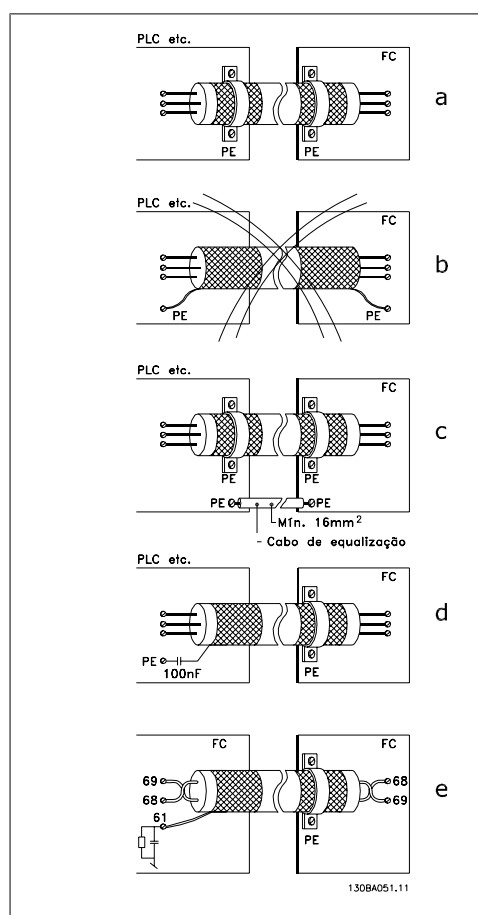 PLC etc.
FC
PE
PE
a
PLC etc.
FC
PE
PE
b
PLC etc.
FC
PE
PE
c
PE
PE
Mín. 16mm²
Cabo de equalização
PLC etc.
FC
d
PE
100nF
PE
FC
FC
69
68
68
69
e
61
PE
130BA051.11